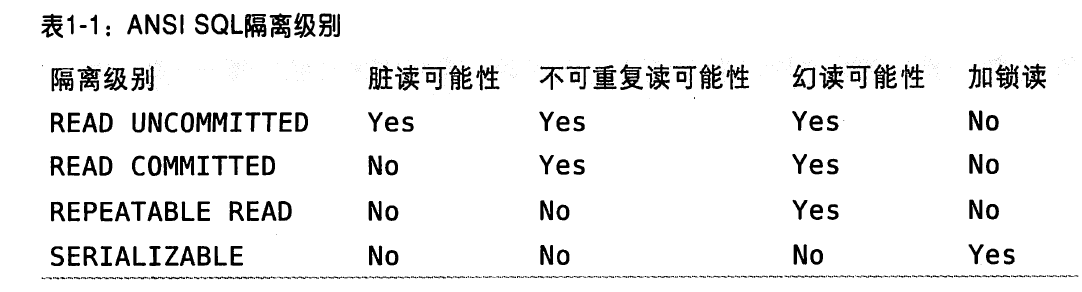 表1-1：ANSI SQL隔离级别
隔离级别 脏读可能性 不可重复读可能性 幻读可能性 加锁读
READ UNCOMMITTED Yes Yes Yes No
READ COMMITTED No Yes Yes No
REPEATABLE READ No No Yes No
SERIALIZABLE No No No Yes